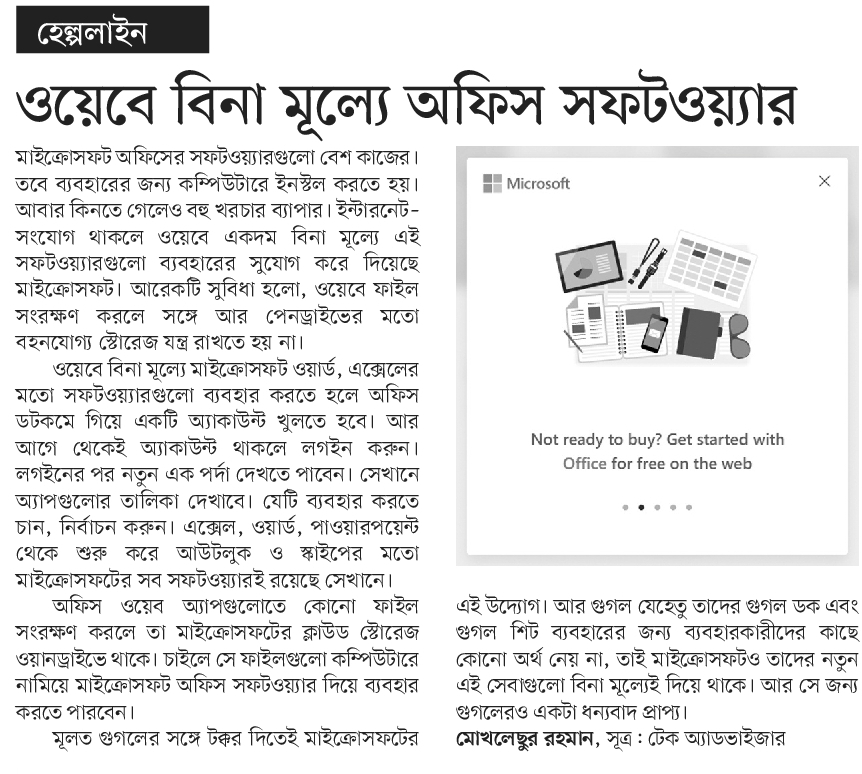 হেল্পলাইন
ওয়েবে বিনা মূল্যে অফিস সফটওয়্যার
মাইক্রোসফট অফিসের সফটওয়্যারগুলো বেশ কাজের।
তবে ব্যবহারের জন্য কম্পিউটারে ইনস্টল করতে হয়।
আবার কিনতে গেলেও বহু খরচার ব্যাপার। ইন্টারনেট-
সংযোগ থাকলে ওয়েবে একদম বিনা মূল্যে এই
সফটওয়্যারগুলো ব্যবহারের সুযোগ করে দিয়েছে
মাইক্রোসফট। আরেকটি সুবিধা হলো, ওয়েবে ফাইল
সংরক্ষণ করলে সঙ্গে আর পেনড্রাইভের মতো
বহনযোগ্য স্টোরেজ যন্ত্র রাখতে হয় না।
ওয়েবে বিনা মূল্যে মাইক্রোসফট ওয়ার্ড, এক্সেলের
মতো সফটওয়্যারগুলো ব্যবহার করতে হলে অফিস
ডটকমে গিয়ে একটি অ্যাকাউন্ট খুলতে হবে। আর
আগে থেকেই অ্যাকাউন্ট থাকলে লগইন করুন।
লগইনের পর নতুন এক পর্দা দেখতে পাবেন। সেখানে
অ্যাপগুলোর তালিকা দেখাবে। যেটি ব্যবহার করতে
চান, নির্বাচন করুন। এক্সেল, ওয়ার্ড, পাওয়ারপয়েন্ট
থেকে শুরু করে আউটলুক ও স্কাইপের মতো
মাইক্রোসফটের সব সফটওয়্যারই রয়েছে সেখানে।
অফিস ওয়েব অ্যাপগুলোতে কোনো ফাইল
সংরক্ষণ করলে তা মাইক্রোসফটের ক্লাউড স্টোরেজ
ওয়ানড্রাইভে থাকে। চাইলে সে ফাইলগুলো কম্পিউটারে
নামিয়ে মাইক্রোসফট অফিস সফটওয়্যার দিয়ে ব্যবহার
করতে পারবেন।
মূলত গুগলের সঙ্গে টক্কর দিতেই মাইক্রোসফটের
Microsoft
Not ready to buy? Get started with
Office for free on the web
এই উদ্যোগ। আর গুগল যেহেতু তাদের গুগল ডক এবং
গুগল শিট ব্যবহারের জন্য ব্যবহারকারীদের কাছে
কোনো অর্থ নেয় না, তাই মাইক্রোসফটও তাদের নতুন
এই সেবাগুলো বিনা মূল্যেই দিয়ে থাকে। আর সে জন্য
গুগলেরও একটা ধন্যবাদ প্রাপ্য।
মোখলেছুর রহমান, সূত্র : টেক অ্যাডভাইজার